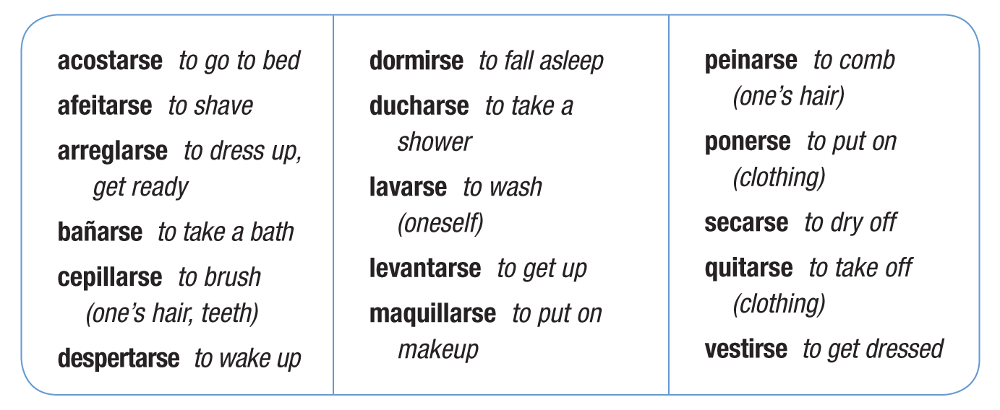 acostarse to go to bed
afeitarse to shave
arreglarse to dress up,
get ready
bañarse to take a bath
cepillarse to brush
(one's hair, teeth)
despertarse to wake up
dormirse to fall asleep
ducharse to take a
shower
lavarse to wash
(oneself)
levantarse to get up
maquillarse to put on
makeup
peinarse to comb
(one's hair)
ponerse to put on
(clothing)
secarse to dry off
quitarse to take off
(clothing)
vestirse to get dressed